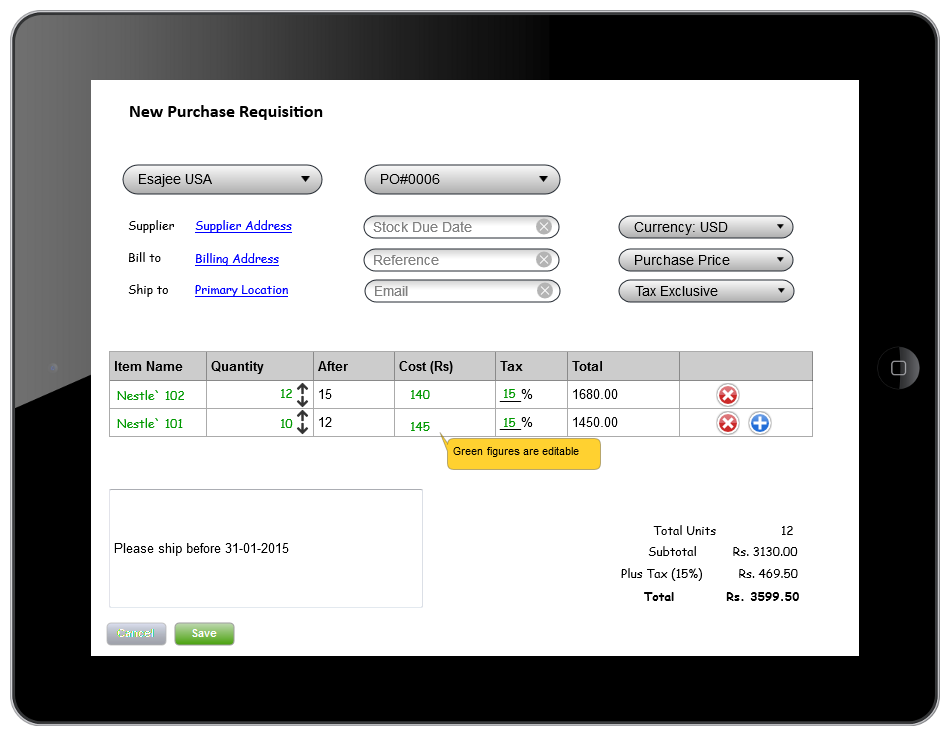 New Purchase Requisition
Esajee USA PO#0006
Supplier Supplier Address Stock Due Date Currency: USD
Bill to Billing Address Reference Purchase Price
Ship to Primary Location Email Tax Exclusive
Item Name Quantity After Cost (Rs) Tax Total
Nestle` 102 12 15 140 15 % 1680.00
Nestle` 101 10 12 145 15 % 1450.00
Green figures are editable
Please ship before 31-01-2015
Total Units 12
Subtotal Rs. 3130.00
Plus Tax (15%) Rs. 469.50
Total Rs. 3599.50
Cancel Save